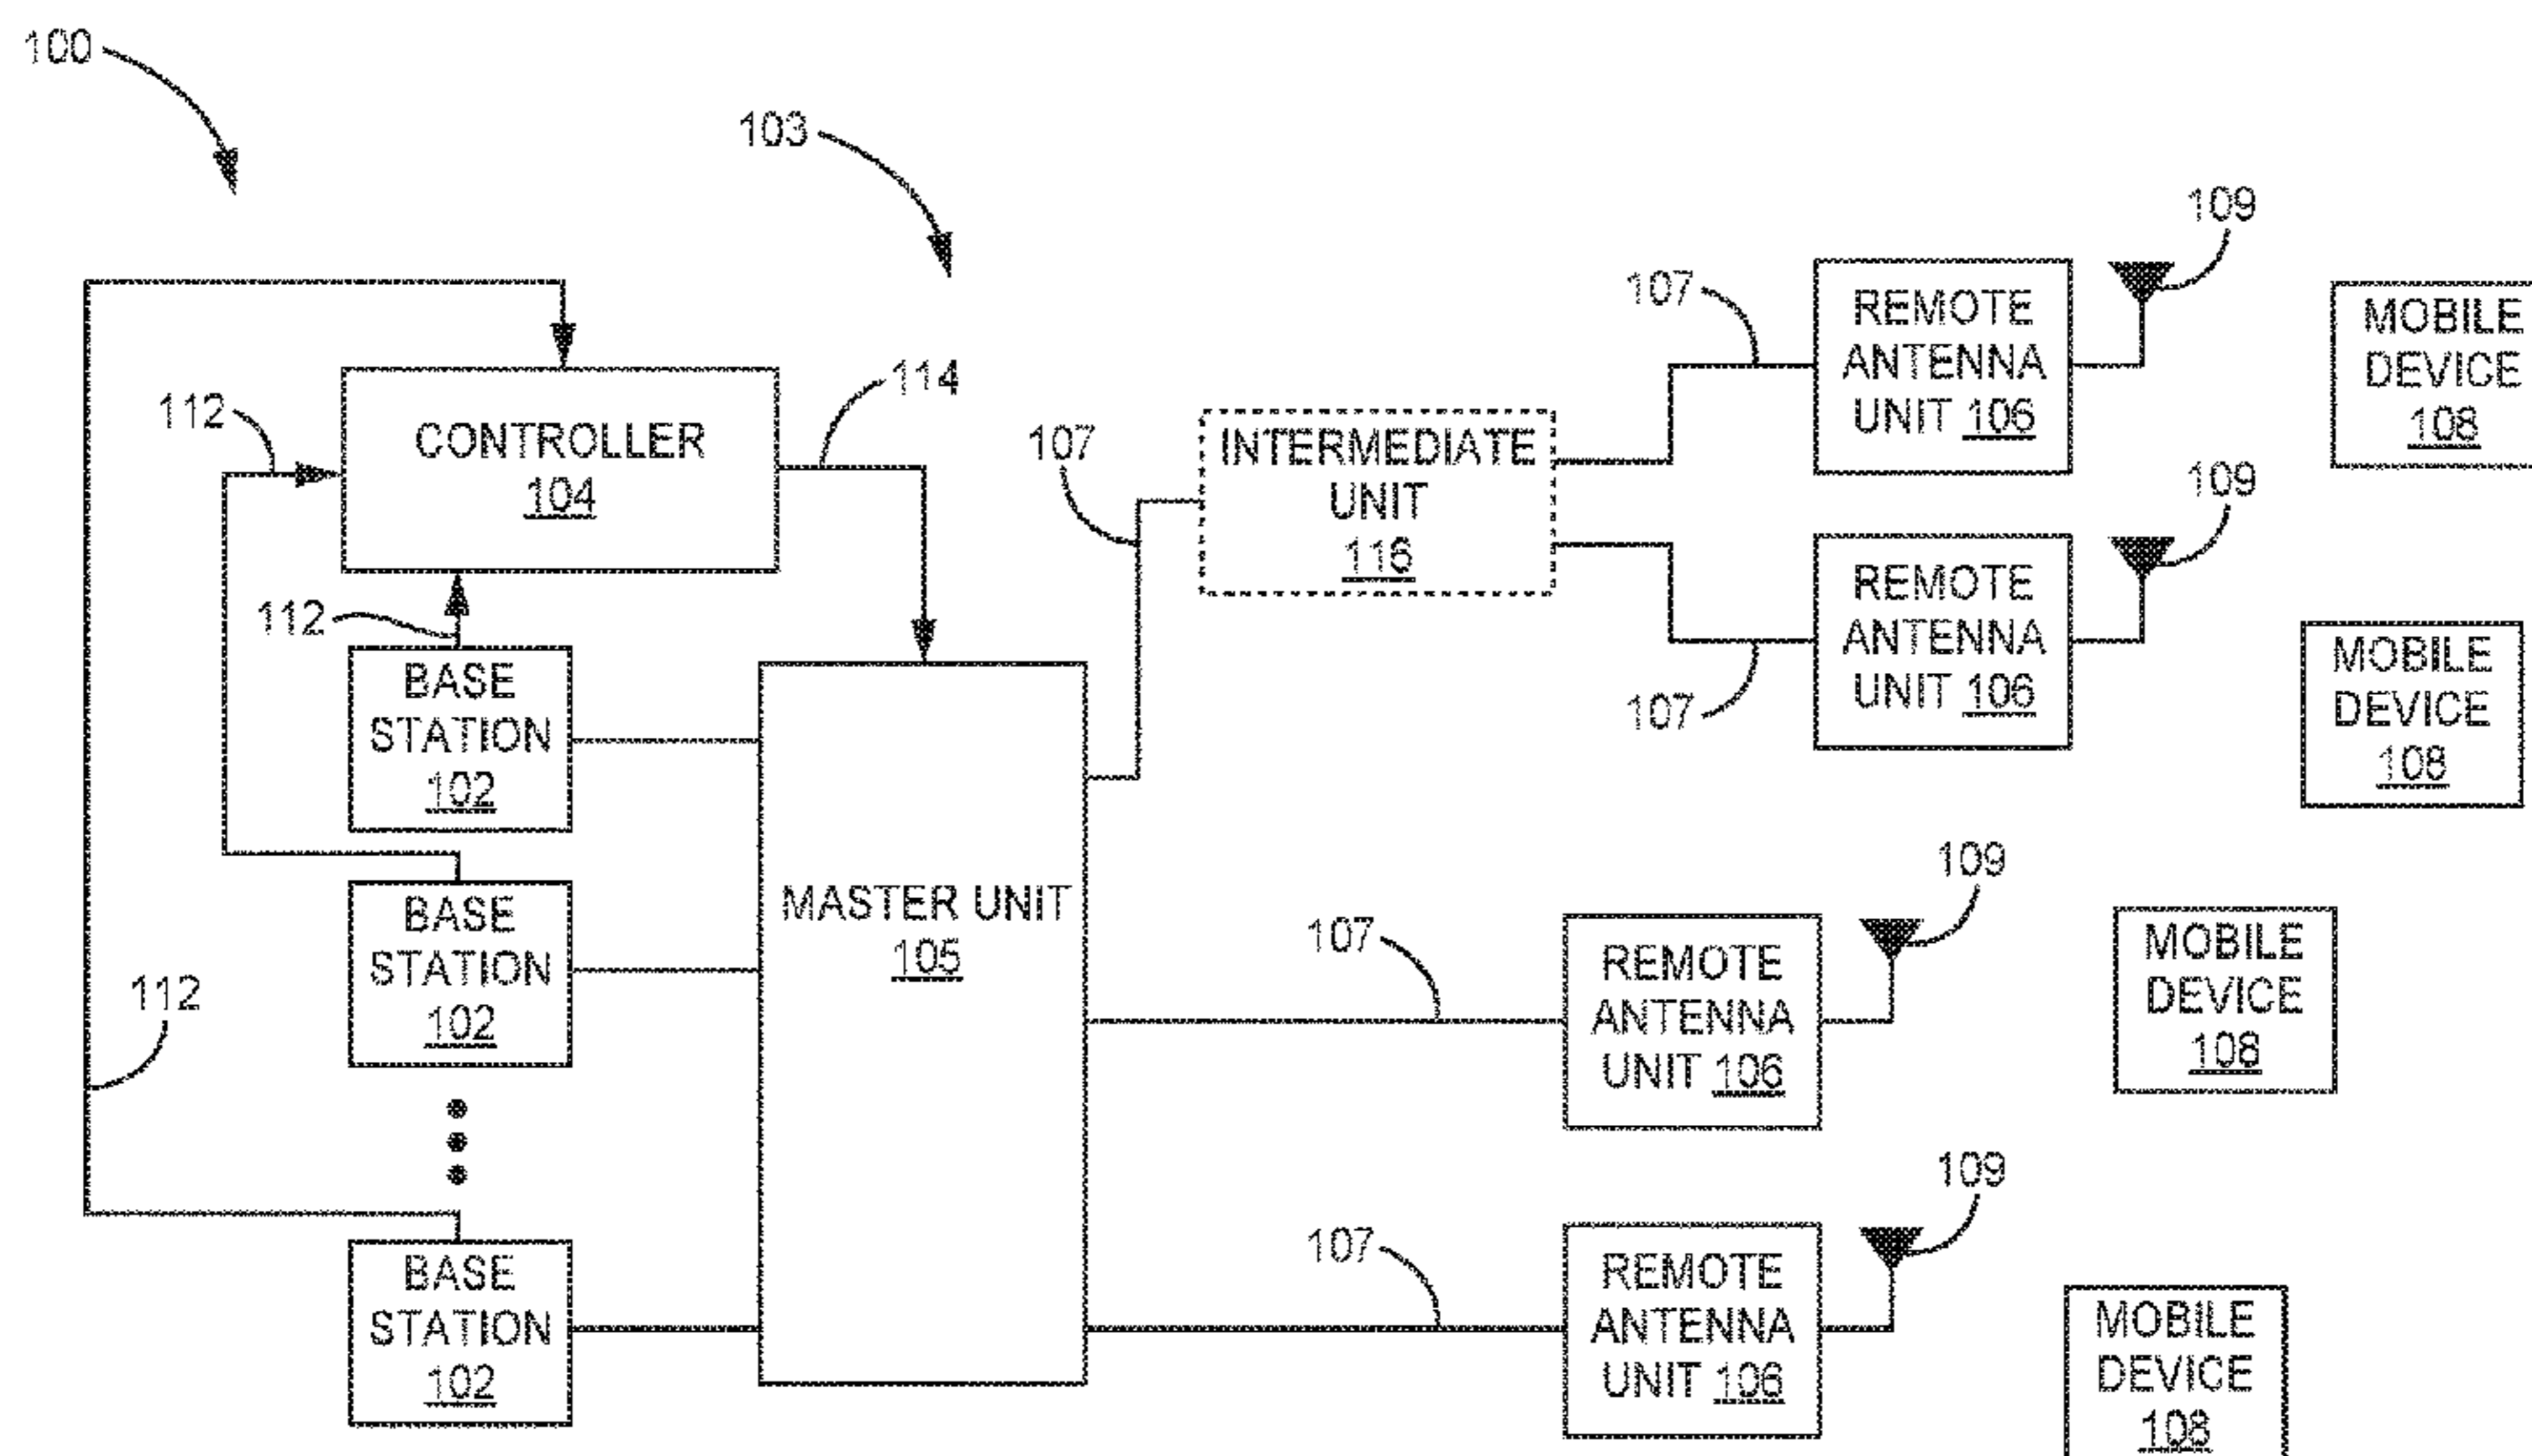 100
103
109
107
REMOTE
ANTENNA
UNIT 106
MOBILE
DEVICE
108
114
112
CONTROLLER
104
107
INTERMEDIATE
UNIT
116
109
112
BASE
STATION
102
REMOTE
ANTENNA
UNIT 106
107
MOBILE
DEVICE
108
MASTER UNIT
105
BASE
STATION
102
112
109
107
REMOTE
ANTENNA
UNIT 106
MOBILE
DEVICE
108
109
107
BASE
STATION
102
REMOTE
ANTENNA
UNIT 106
MOBILE
DEVICE
108